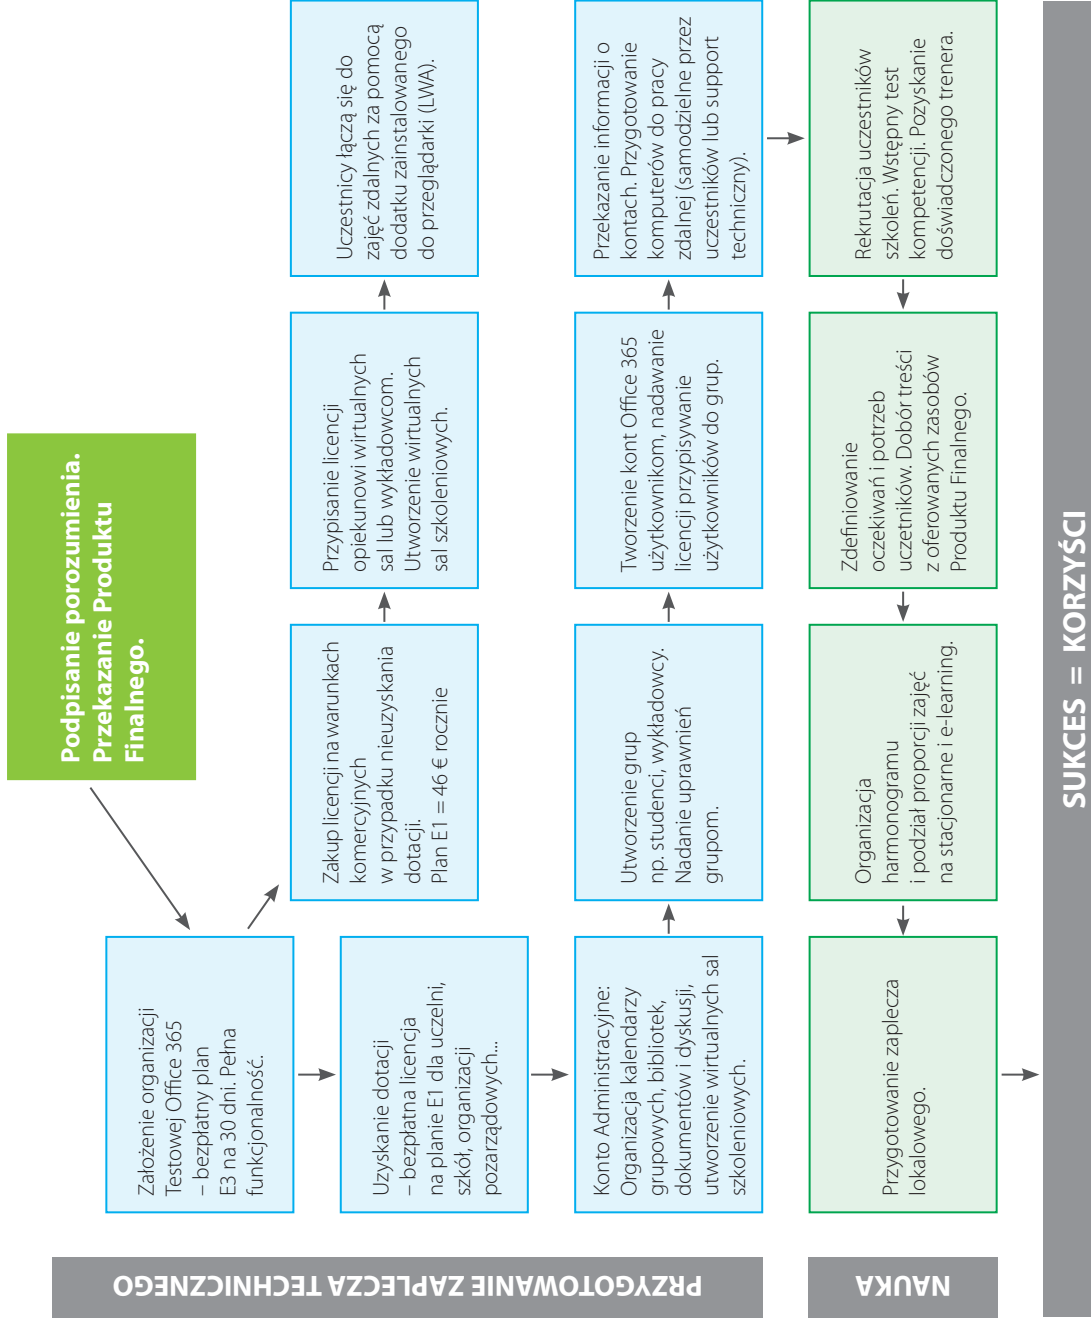 Podpisanie porozumienia.
Przekazanie Produktu
Finalnego.
PRZYGOTOWANIE ZAPLECZA TECHNICZNEGO
Założenie organizacji
Testowej Office 365
– bezpłatny plan
E3 na 30 dni. Pełna
funkcjonalność.
Uzyskanie dotacji
– bezpłatna licencja
na planie E1 dla uczelni,
szkół, organizacji
pozarządowych...
Zakup licencji na warunkach
komercyjnych
w przypadku nieuzyskania
dotacji.
Plan E1 = 46 € rocznie
Przypisanie licencji
opiekunowi wirtualnych
sal lub wykładowcom.
Utworzenie wirtualnych
sal szkoleniowych.
Uczestnicy łączą się do
zajęć zdalnych za pomocą
dodatku zainstalowanego
do przeglądarki (LWA).
Konto Administracyjne:
Organizacja kalendarzy
grupowych, bibliotek,
dokumentów i dyskusji,
utworzenie wirtualnych sal
szkoleniowych.
Utworzenie grup
np. studenci, wykładowcy.
Nadanie uprawnień
grupom.
Tworzenie kont Office 365
użytkownikom, nadawanie
licencji przypisywanie
użytkowników do grup.
Przekazanie informacji o
kontach. Przygotowanie
komputerów do pracy
zdalnej (samodzielne przez
uczestników lub support
techniczny).
NAUKA
Rekrutacja uczestników
szkoleń. Wstępny test
kompetencji. Pozyskanie
doświadczonego trenera.
Zdefiniowanie
oczekiwań i potrzeb
uczetników. Dobór treści
z oferowanych zasobów
Produktu Finalnego.
Organizacja
harmonogramu
i podział proporcji zajęć
na stacjonarne i e-learning.
Przygotowanie zaplecza
lokalowego.
SUKCES = KORZYŚCI